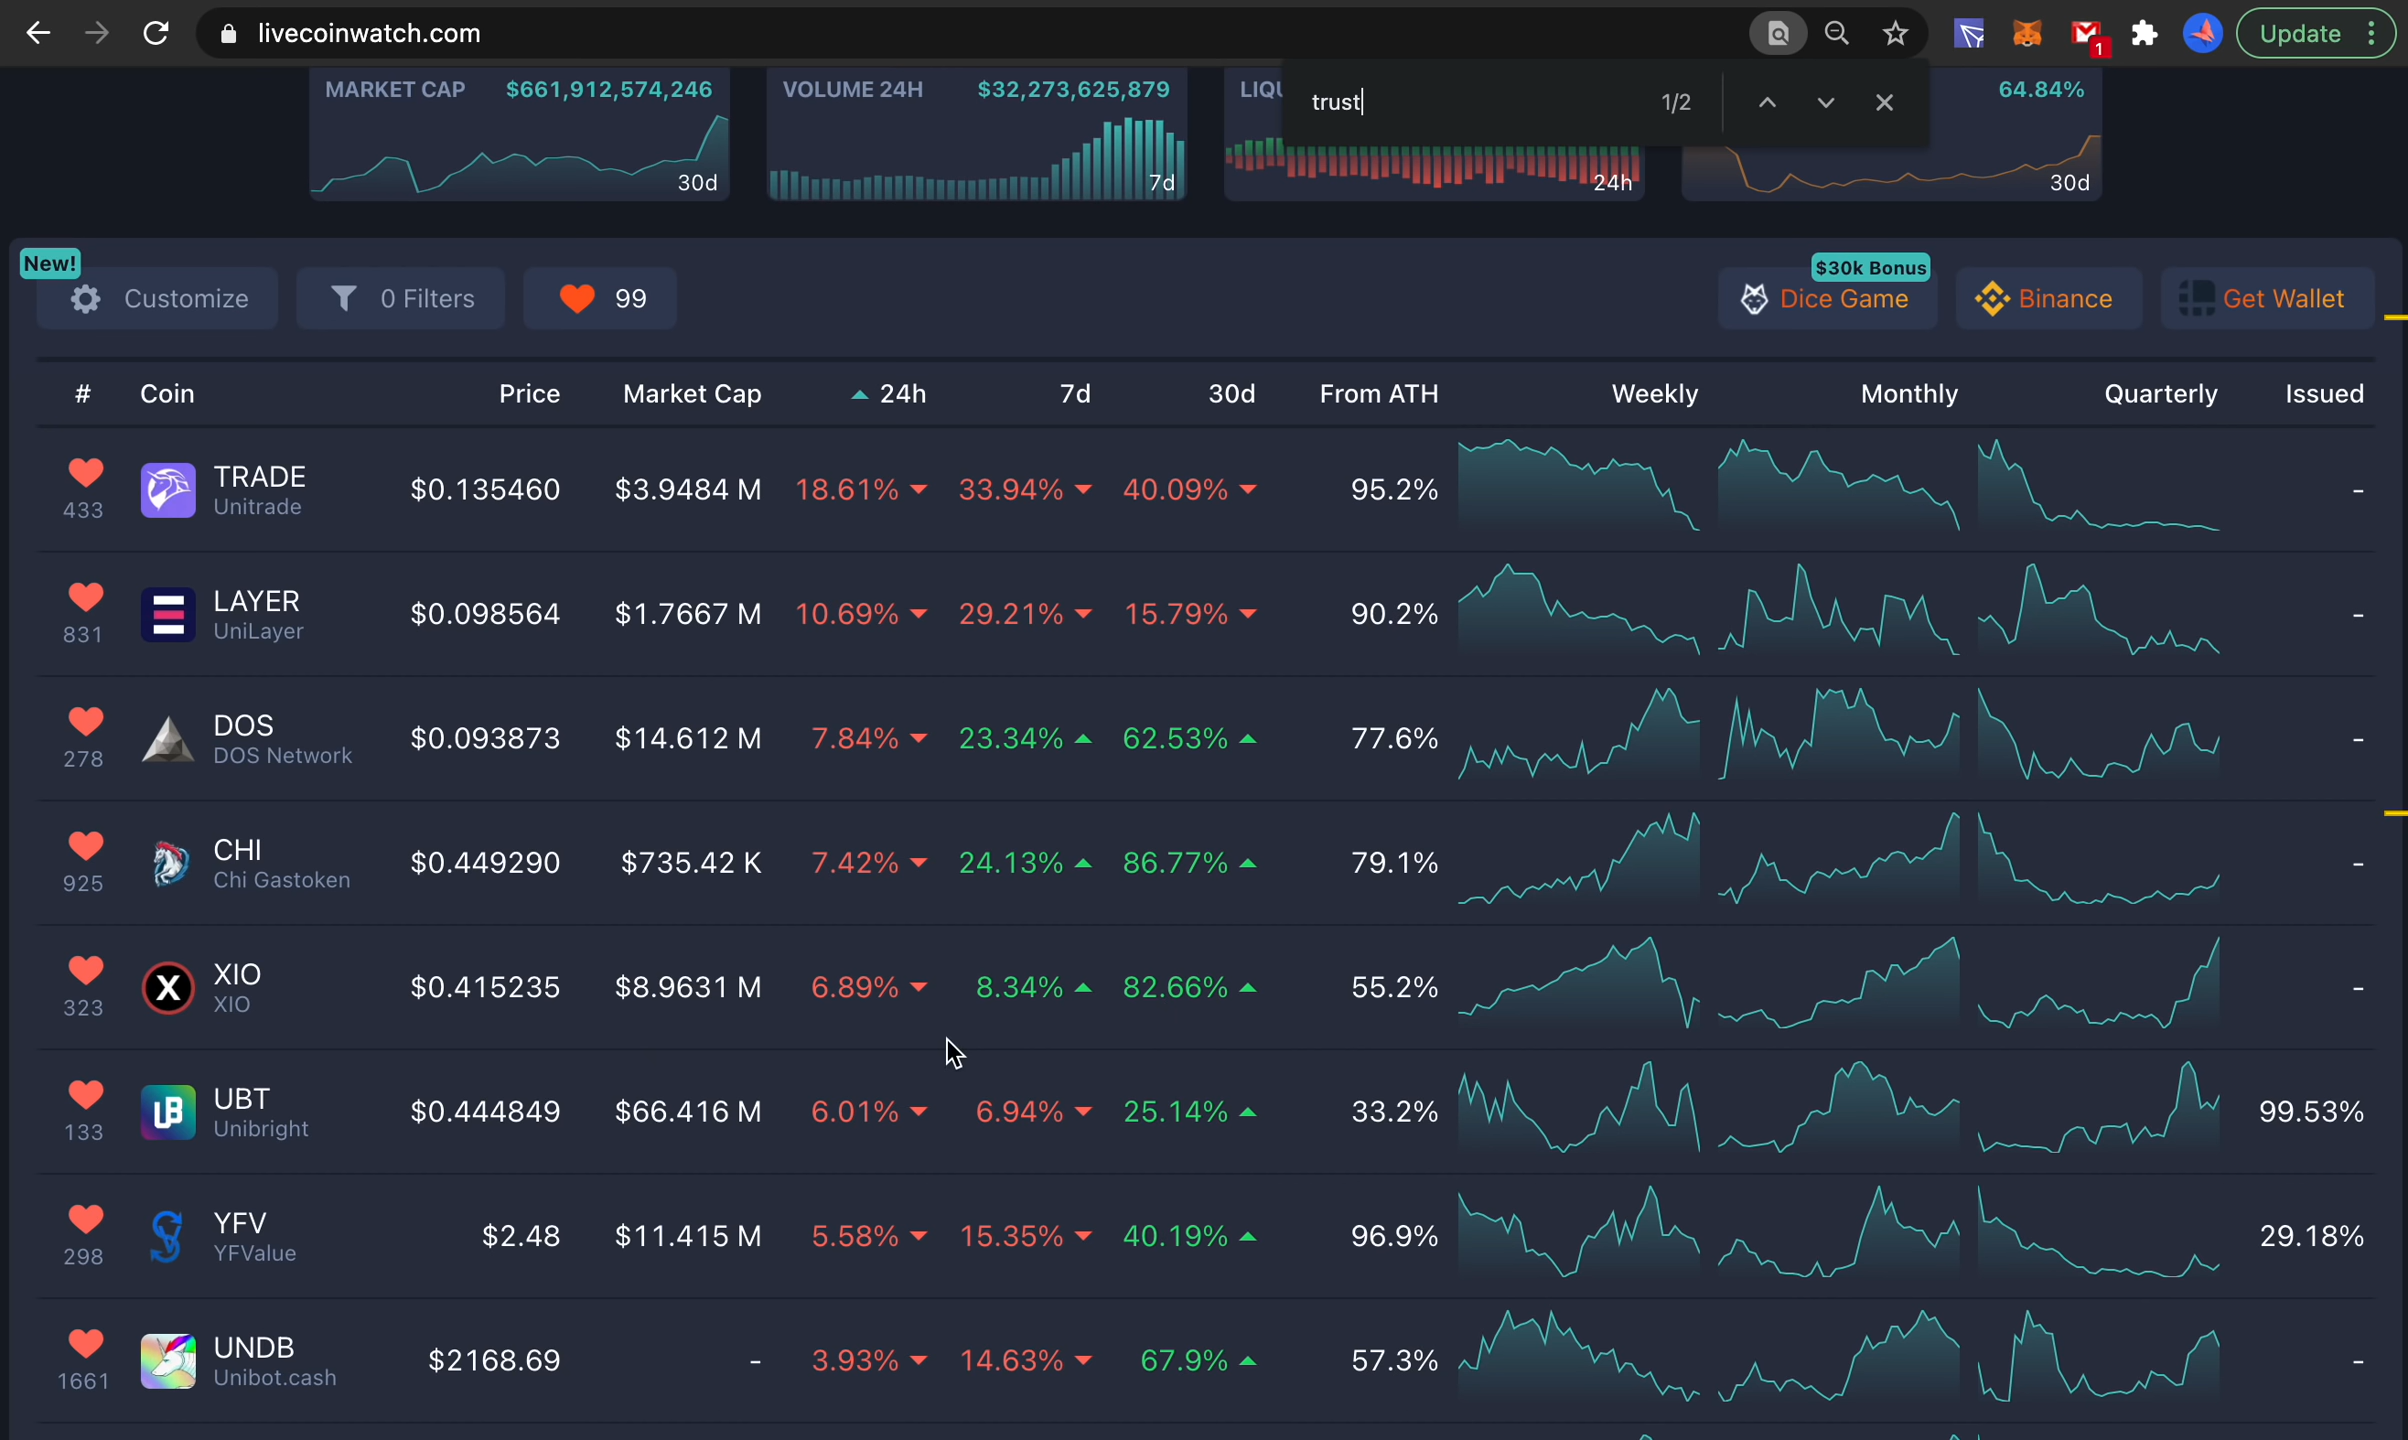 livecoinwatch.com
1
Update
MARKET CAP $661,912,574,246
30d
VOLUME 24H $32,273,625,879
7d
24h
64.84%
30d
trust 1/2
New!
Customize
0 Filters
99
$30k Bonus
Dice Game
Binance
Get Wallet
# Coin Price Market Cap 24h 7d 30d From ATH Weekly Monthly Quarterly Issued
433 TRADE Unitrade $0.135460 $3.9484 M 18.61% 33.94% 40.09% 95.2% -
831 LAYER UniLayer $0.098564 $1.7667 M 10.69% 29.21% 15.79% 90.2% -
278 DOS DOS Network $0.093873 $14.612 M 7.84% 23.34% 62.53% 77.6% -
925 CHI Chi Gastoken $0.449290 $735.42 K 7.42% 24.13% 86.77% 79.1% -
323 X XIO XIO $0.415235 $8.9631 M 6.89% 8.34% 82.66% 55.2% -
133 UB UBT Unibright $0.444849 $66.416 M 6.01% 6.94% 25.14% 33.2% 99.53%
298 YFV YFValue $2.48 $11.415 M 5.58% 15.35% 40.19% 96.9% 29.18%
1661 UNDB Unibot.cash $2168.69 - 3.93% 14.63% 67.9% 57.3% -